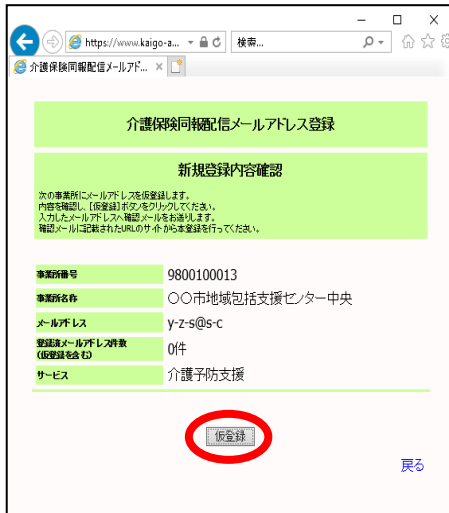 https://www.kaigo-a...
検索...
介護保険同報配信メールアド...
介護保険同報配信メールアドレス登録
新規登録内容確認
次の事業所にメールアドレスを仮登録します。
内容を確認し、[仮登録]ボタンをクリックしてください。
入力したメールアドレスへ確認メールをお送りします。
確認メールに記載されたURLのサイトから本登録を行ってください。
事業所番号 9800100013
事業所名称 〇〇市地域包括支援センター中央
メールアドレス y-z-s@s-c
登録済メールアドレス件数
(仮登録を含む) 0件
サービス 介護予防支援
仮登録
戻る